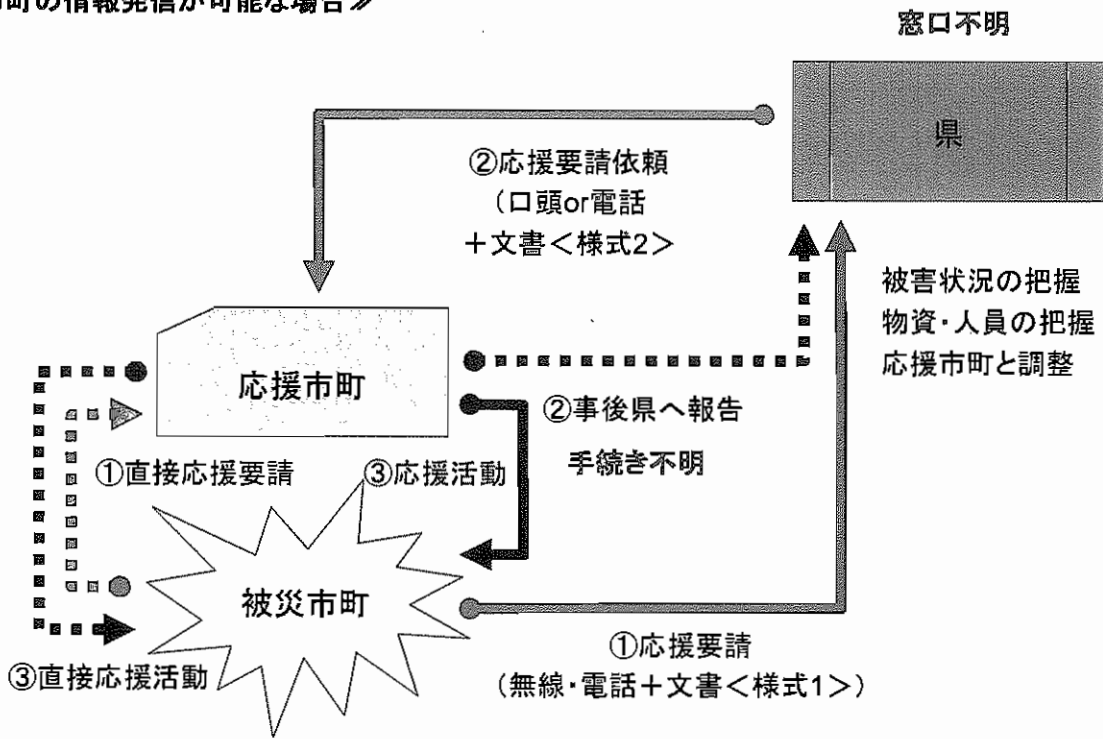 町の情報発信が可能な場合≫
窓口不明
県
②応援要請依頼
（口頭or電話
＋文書＜様式2＞
被害状況の把握
物資・人員の把握
応援市町と調整
応援市町
②事後県へ報告
手続き不明
①直接応援要請
③応援活動
被災市町
①応援要請
（無線・電話＋文書＜様式1＞）
③直接応援活動